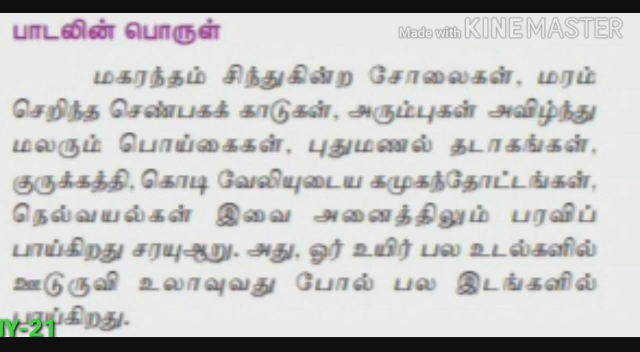 பாடலின் பொருள்
Made with KINEMASTER
மகரந்தம் சிந்துகின்ற சோலைகள், மரம்
செறிந்த செண்பகக் காடுகள், அரும்புகள் அவிழ்ந்து
மலரும் பொய்கைகள், புதுமணல் தடாகங்கள்,
குருக்கத்தி, கொடி வேலியுடைய கமுகந்தோட்டங்கள்,
நெல்வயல்கள் இவை அனைத்திலும் பரவிப்
பாய்கிறது சரயுஆறு. அது, ஓர் உயிர் பல உடல்களில்
ஊடுருவி உலாவுவது போல் பல இடங்களில்
பாய்கிறது.
IY-21